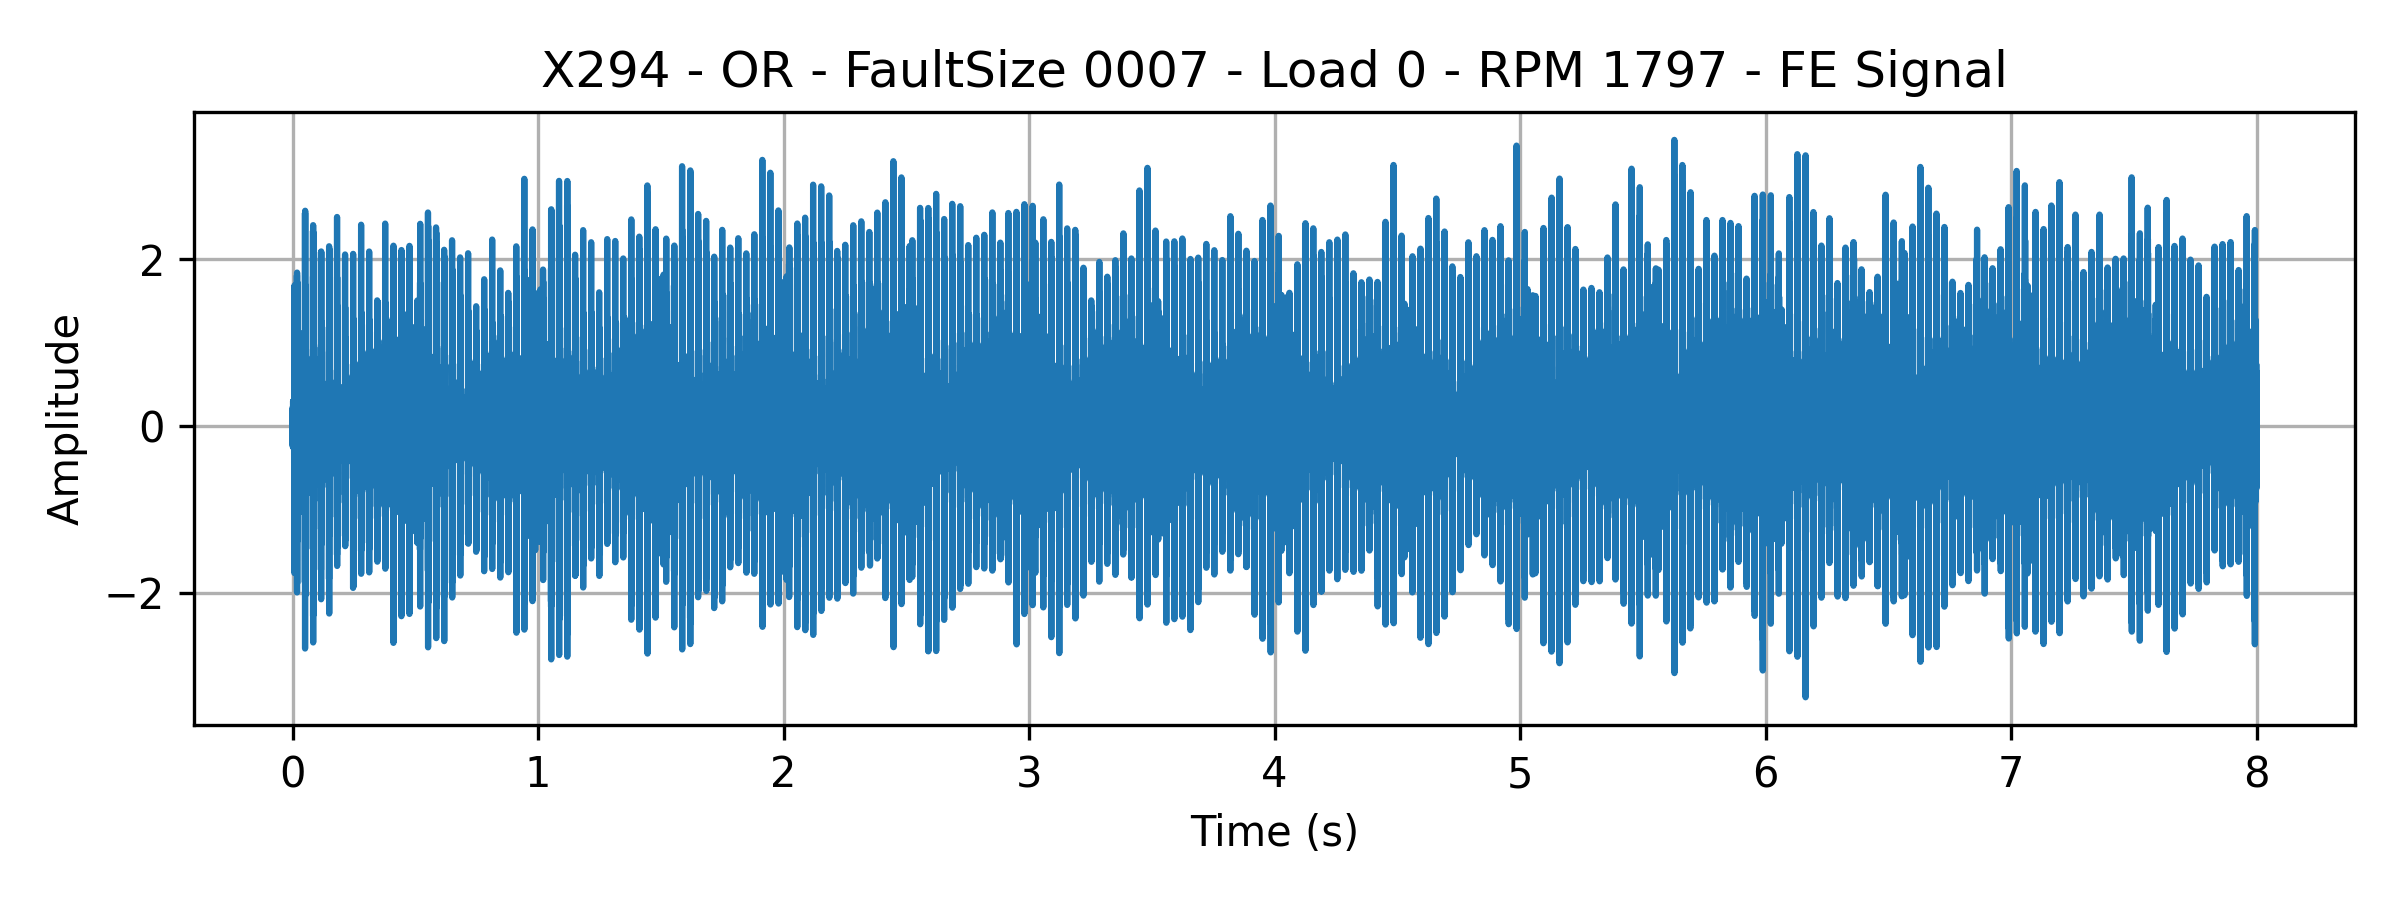 X294 - OR - FaultSize 0007 - Load 0 - RPM 1797 - FE Signal
Amplitude
2
0
−2
0 1 2 3 4 5 6 7 8
Time (s)